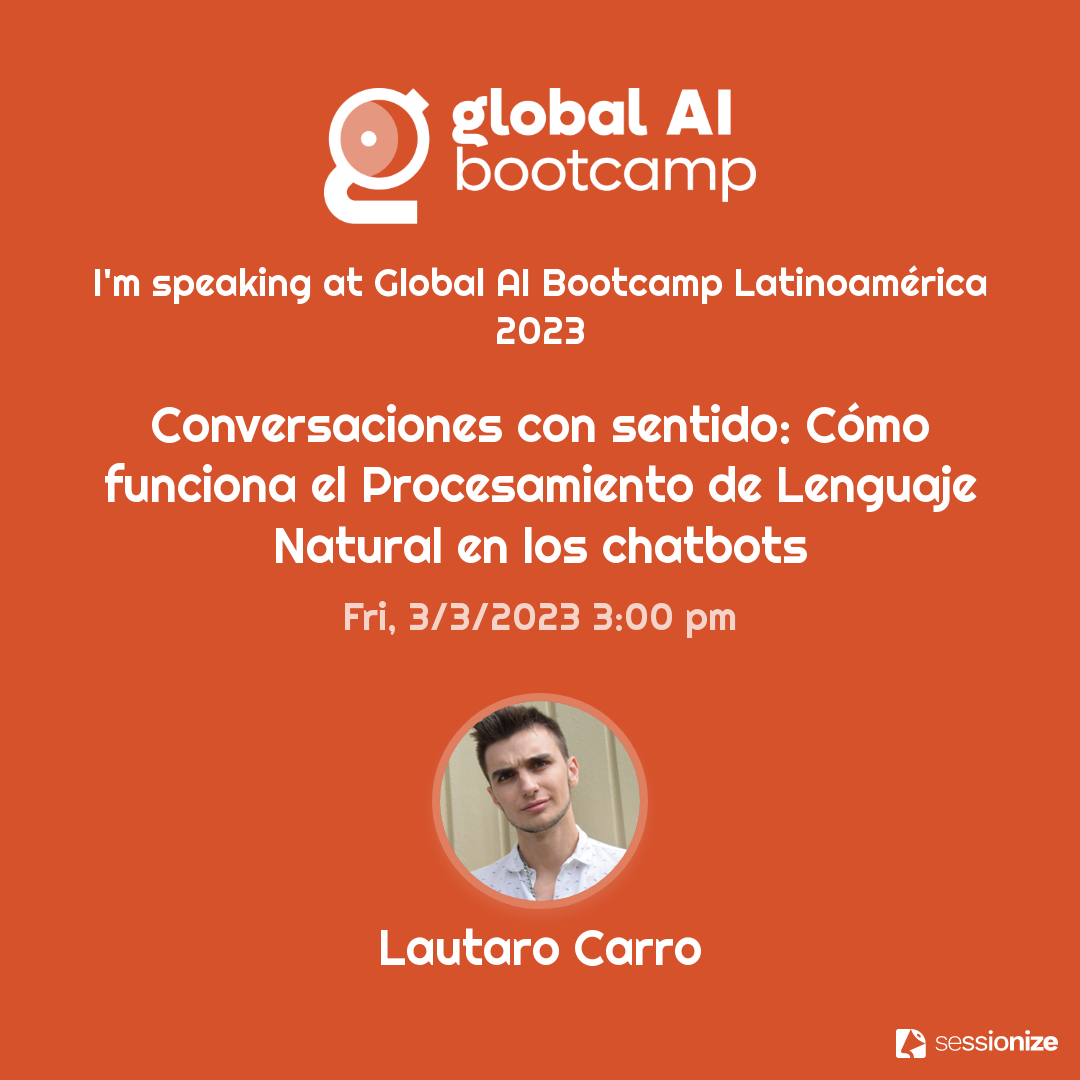 global AI
bootcamp
I'm speaking at Global AI Bootcamp Latinoamérica
2023
Conversaciones con sentido: Cómo
funciona el Procesamiento de Lenguaje
Natural en los chatbots
Fri, 3/3/2023 3:00 pm
Lautaro Carro
sessionize